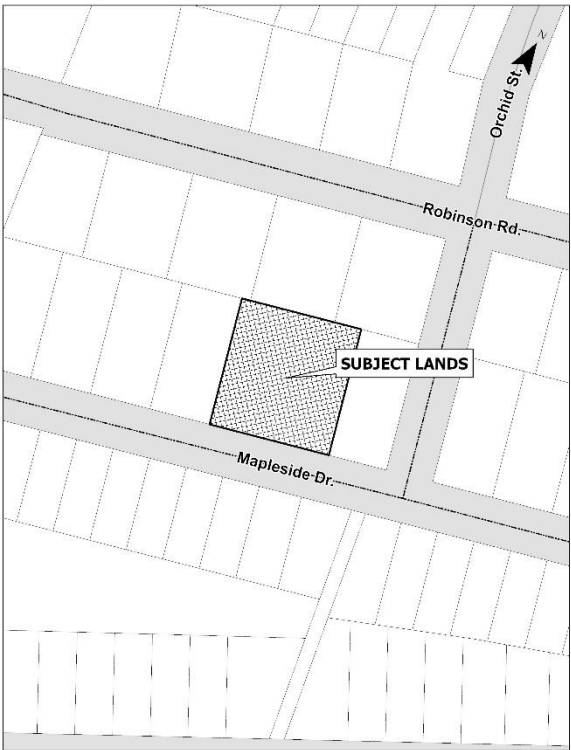 N
Orchid St.
Robinson Rd.
SUBJECT LANDS
Mapleside Dr.